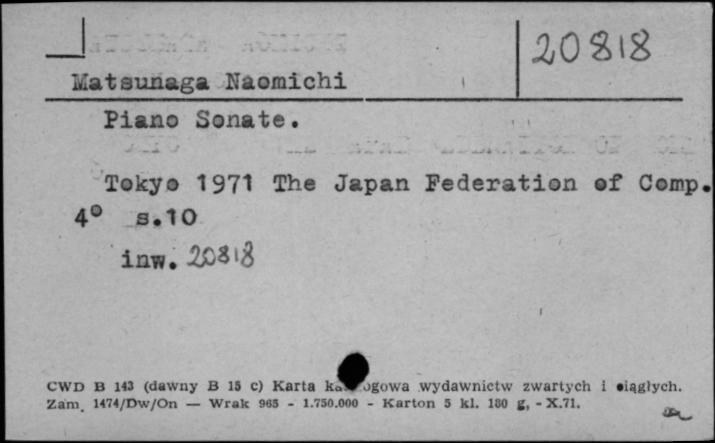 20818
Matsunaga Naomichi
Piano Sonate.
Tokyo 1971 The Japan Federation of Comp.
4° s.10
inw. 20818
CWD B 143 (dawny B 15 c) Karta katalogowa wydawnictw zwartych i ciągłych.
Zam. 1474/Dw/On — Wrak 965 - 1.750.000 - Karton 5 kl. 180 g, - X.71.